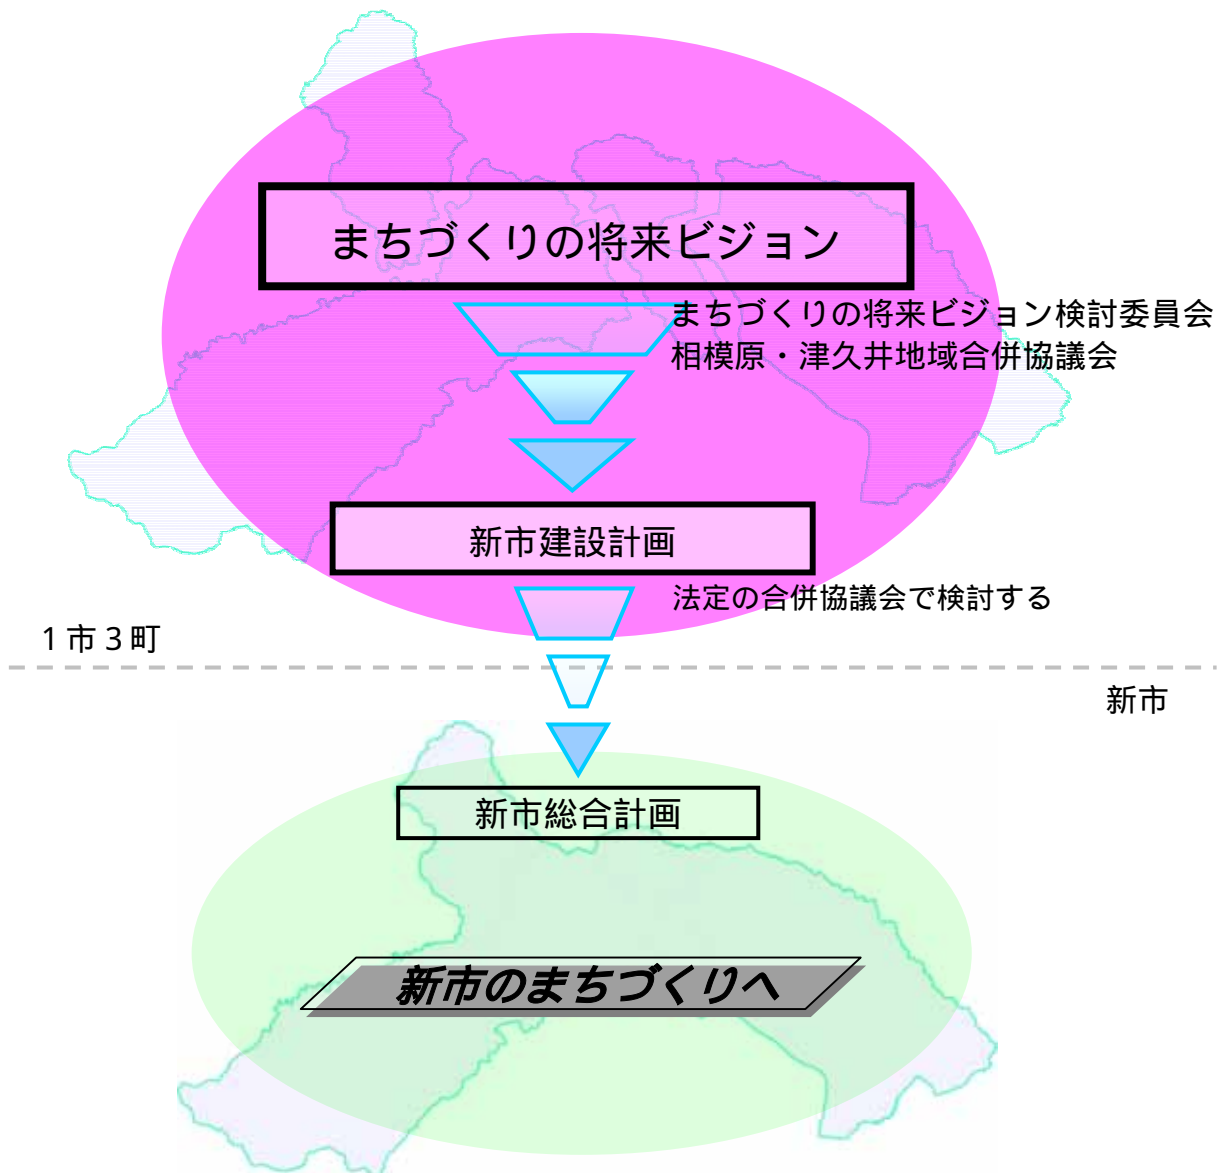 まちづくりの将来ビジョン
まちづくりの将来ビジョン検討委員会
相模原・津久井地域合併協議会
新市建設計画
法定の合併協議会で検討する
1市3町
新市
新市総合計画
新市のまちづくりへ